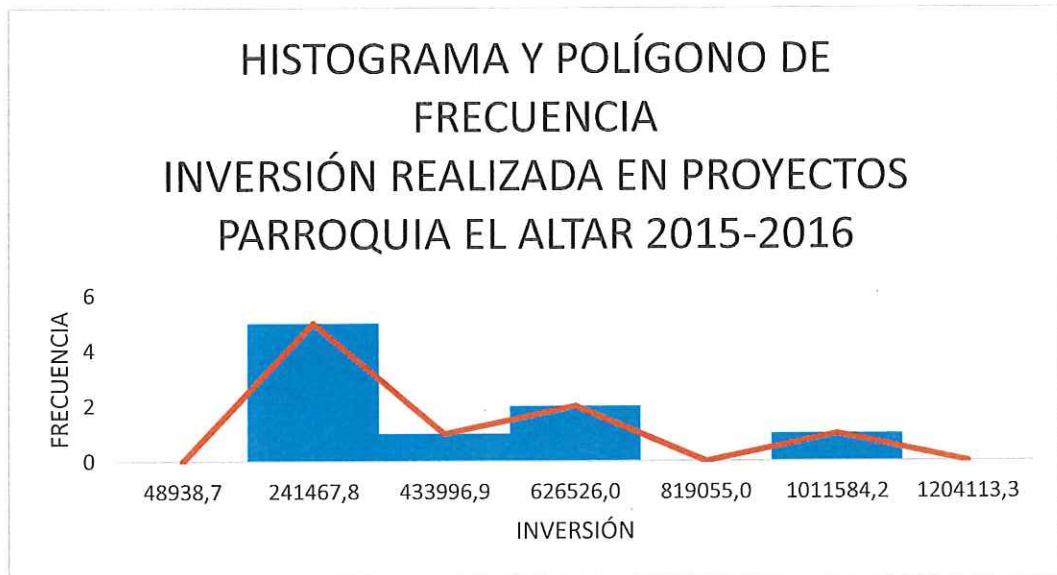 HISTOGRAMA Y POLÍGONO DE
FRECUENCIA
INVERSIÓN REALIZADA EN PROYECTOS
PARROQUIA EL ALTAR 2015-2016
FRECUENCIA
6
4
2
0
48938,7 241467,8 433996,9 626526,0 819055,0 1011584,2 1204113,3
INVERSIÓN